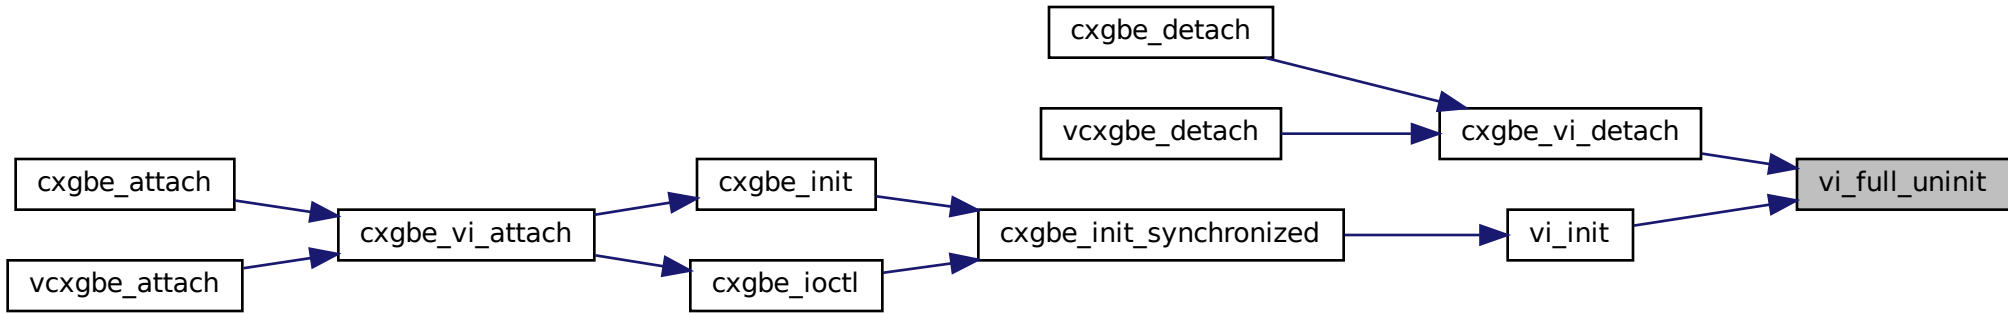 cxgbe_detach
vcxgbe_detach
cxgbe_vi_detach
cxgbe_attach
cxgbe_init
vi_full_uninit
cxgbe_vi_attach
cxgbe_init_synchronized
vi_init
vcxgbe_attach
cxgbe_ioctl